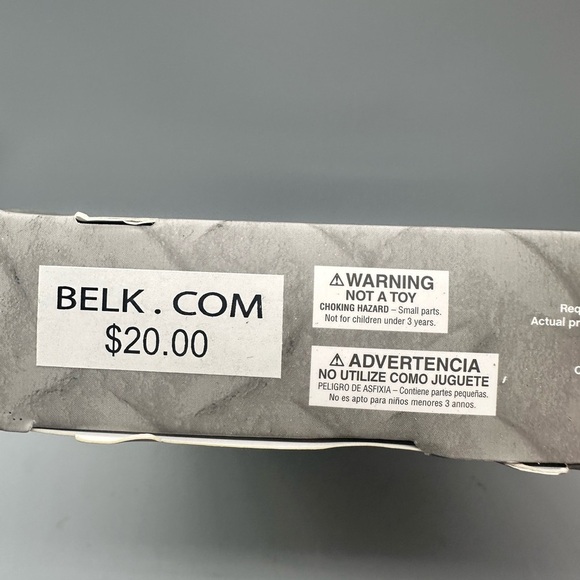 BELK . COM
$20.00
⚠WARNING
NOT A TOY
CHOKING HAZARD – Small parts.
Not for children under 3 years.
⚠ ADVERTENCIA
NO UTILIZE COMO JUGUETE
PELIGRO DE ASFIXIA – Contiene partes pequeñas.
No es apto para niños menores 3 annos.
Actual